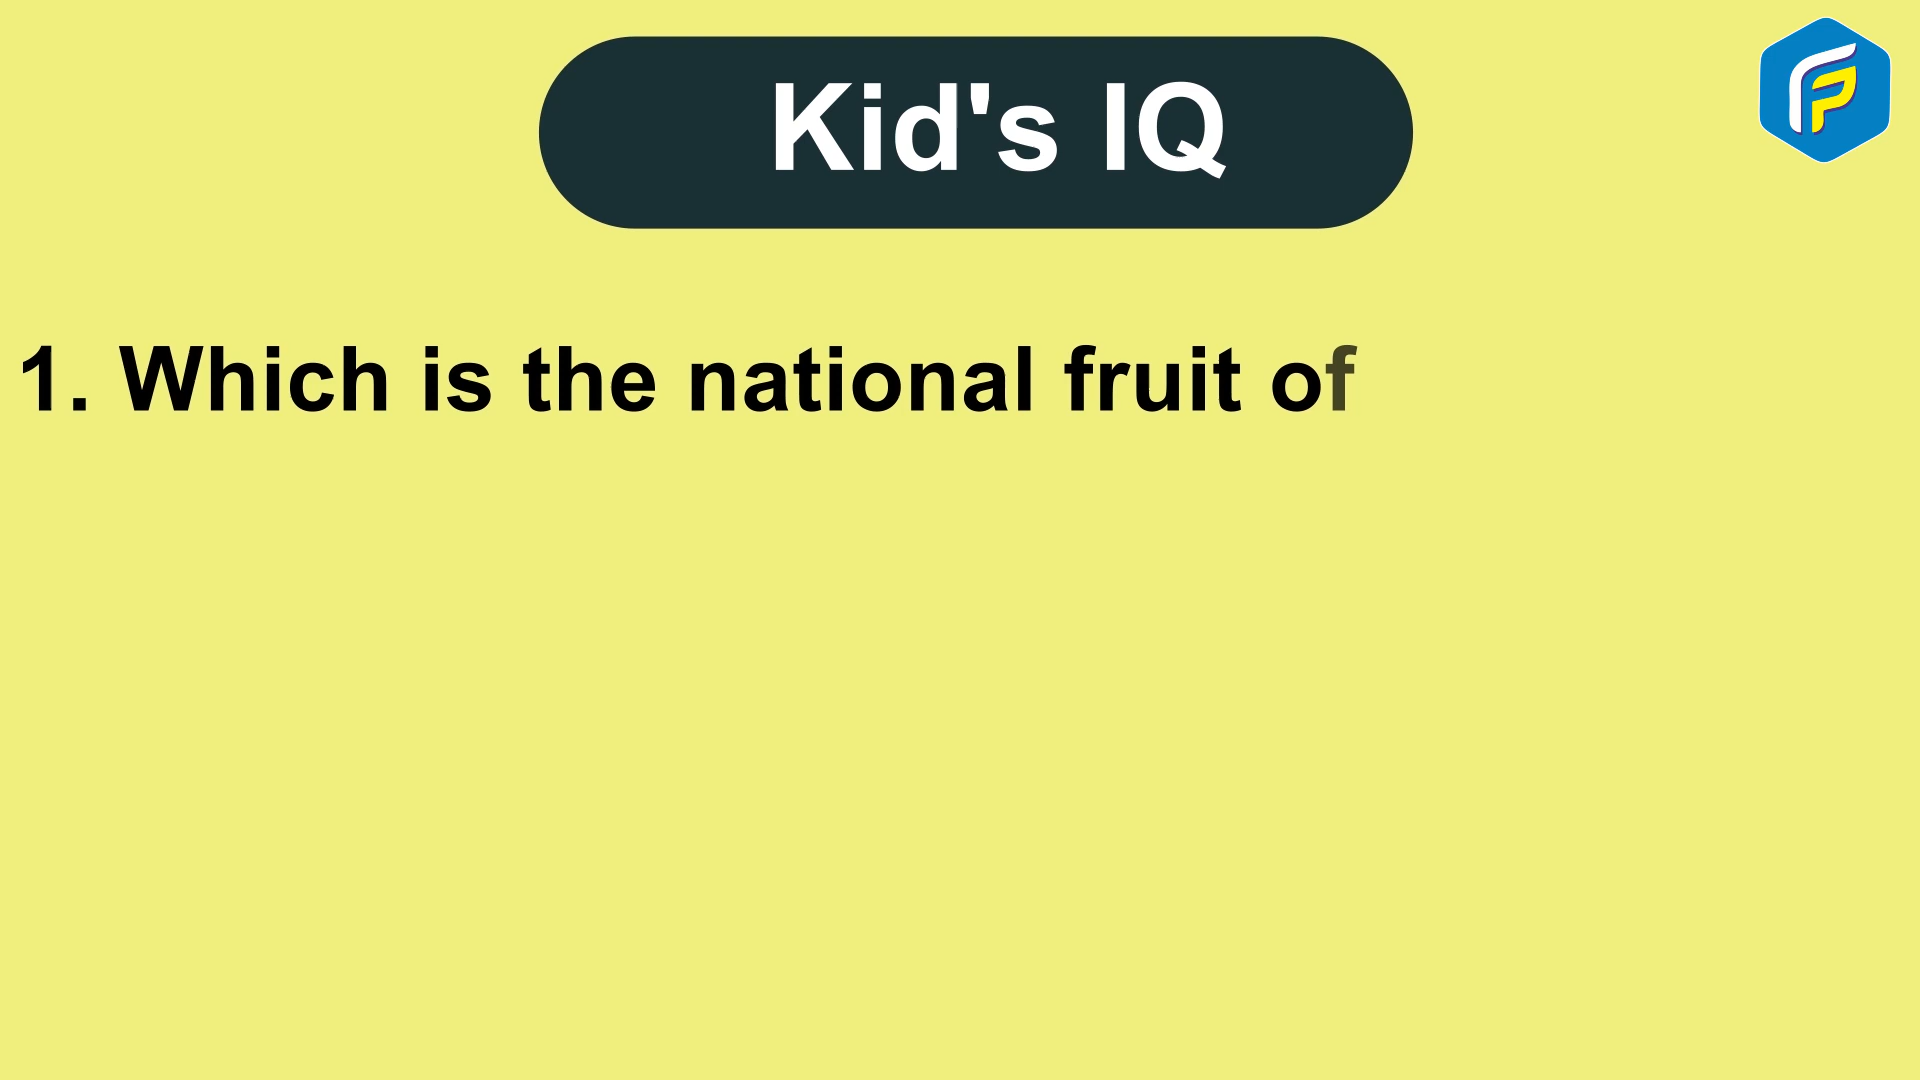 Kid's IQ
1. Which is the national fruit of